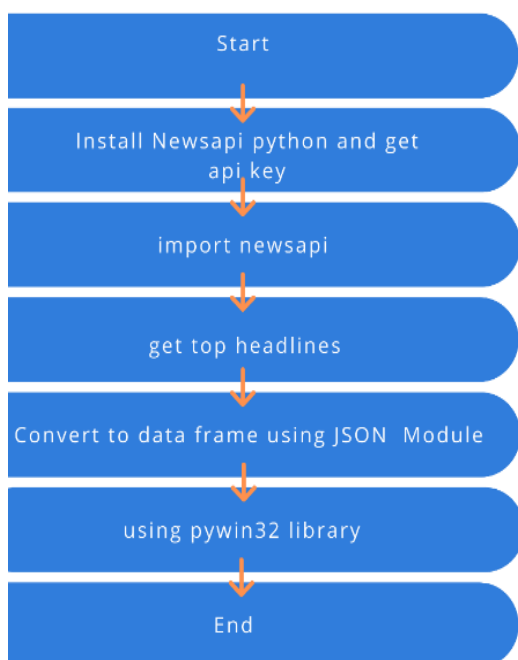 Start
Install Newsapi python and get
api key
import newsapi
get top headlines
Convert to data frame using JSON Module
using pywin32 library
End